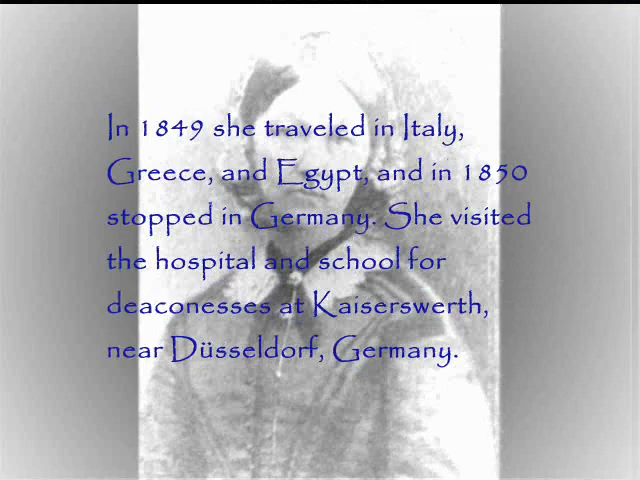 In 1849 she traveled in Italy,
Greece, and Egypt, and in 1850
stopped in Germany. She visited
the hospital and school for
deaconesses at Kaiserswerth,
near Düsseldorf, Germany.